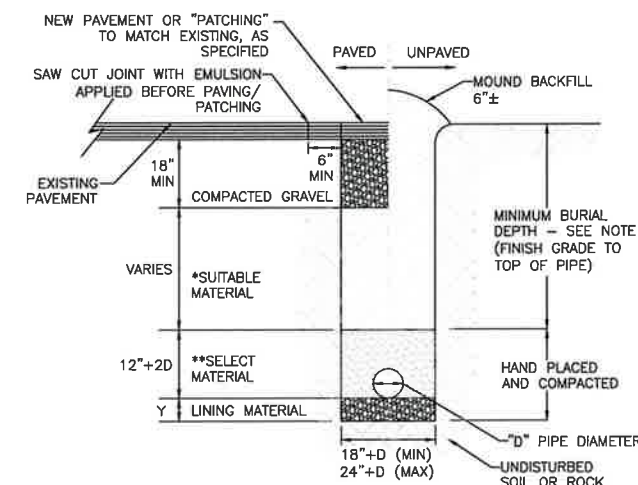 NEW PAVEMENT OR "PATCHING"
TO MATCH EXISTING, AS
SPECIFIED
PAVED
UNPAVED
SAW CUT JOINT WITH EMULSION
APPLIED BEFORE PAVING/
PATCHING
MOUND BACKFILL
6"±
18"
MIN
6"
MIN
EXISTING
PAVEMENT
COMPACTED GRAVEL
MINIMUM BURIAL
DEPTH - SEE NOTE
(FINISH GRADE TO
TOP OF PIPE)
VARIES
*SUITABLE
MATERIAL
12"+2D
**SELECT
MATERIAL
HAND PLACED
AND COMPACTED
Y
LINING MATERIAL
"D" PIPE DIAMETER
18"+D (MIN)
24"+D (MAX)
UNDISTURBED
SOIL OR ROCK